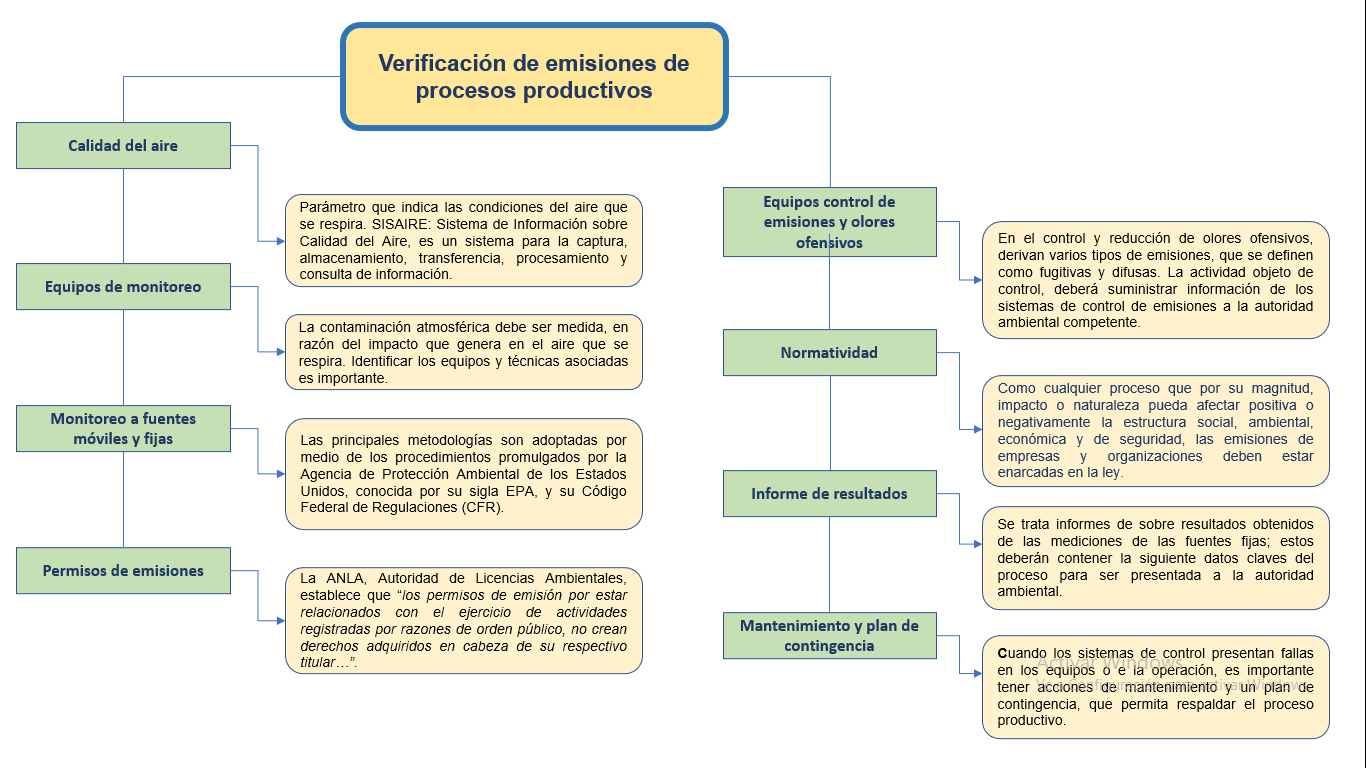 Verificación de emisiones de
procesos productivos
Calidad del aire
Parámetro que indica las condiciones del aire que
se respira. SISAIRE: Sistema de Información sobre
Calidad del Aire, es un sistema para la captura,
almacenamiento, transferencia, procesamiento y
consulta de información.
Equipos de monitoreo
La contaminación atmosférica debe ser medida, en
razón del impacto que genera en el aire que se
respira. Identificar los equipos y técnicas asociadas
es importante.
Monitoreo a fuentes
móviles y fijas
Las principales metodologías son adoptadas por
medio de los procedimientos promulgados por la
Agencia de Protección Ambiental de los Estados
Unidos, conocida por su sigla EPA, y su Código
Federal de Regulaciones (CFR).
Permisos de emisiones
La ANLA, Autoridad de Licencias Ambientales,
establece que “los permisos de emisión por estar
relacionados con el ejercicio de actividades
registradas por razones de orden público, no crean
derechos adquiridos en cabeza de su respectivo
titular…”.
Equipos control de
emisiones y olores
ofensivos
En el control y reducción de olores ofensivos,
derivan varios tipos de emisiones, que se definen
como fugitivas y difusas. La actividad objeto de
control, deberá suministrar información de los
sistemas de control de emisiones a la autoridad
ambiental competente.
Normatividad
Como cualquier proceso que por su magnitud,
impacto o naturaleza pueda afectar positiva o
negativamente la estructura social, ambiental,
económica y de seguridad, las emisiones de
empresas y organizaciones deben estar
enarcadas en la ley.
Informe de resultados
Se trata informes de sobre resultados obtenidos
de las mediciones de las fuentes fijas; estos
deberán contener la siguiente datos claves del
proceso para ser presentada a la autoridad
ambiental.
Mantenimiento y plan de
contingencia
Cuando los sistemas de control presentan fallas
en los equipos o e la operación, es importante
tener acciones de mantenimiento y un plan de
contingencia, que permita respaldar el proceso
productivo.
Activar Windows
Ve a Configuración para activar Windows.